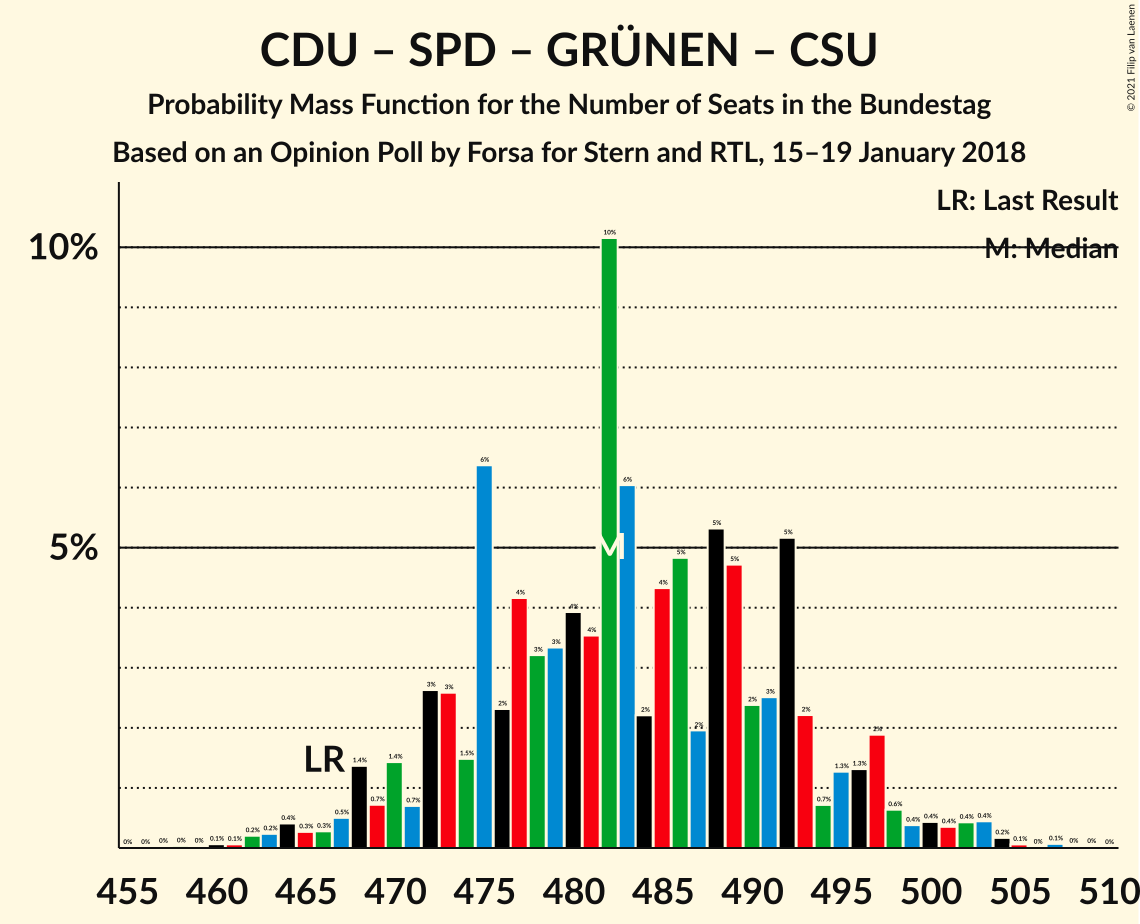 CDU – SPD – GRÜNEN – CSU
Probability Mass Function for the Number of Seats in the Bundestag
Based on an Opinion Poll by Forsa for Stern and RTL, 15–19 January 2018
© 2021 Filip van Laenen
LR: Last Result
M: Median
10%
5%
LR
M
0% 0% 0% 0% 0% 0.1% 0.1% 0.2% 0.2% 0.4% 0.3% 0.3% 0.5% 1.4% 0.7% 1.4% 0.7% 3% 3% 1.5% 6% 2% 4% 3% 3% 4% 4% 10% 6% 2% 4% 5% 2% 5% 5% 2% 3% 5% 2% 0.7% 1.3% 1.3% 2% 0.6% 0.4% 0.4% 0.4% 0.4% 0.4% 0.2% 0.1% 0% 0.1% 0% 0% 0%
455 460 465 470 475 480 485 490 495 500 505 510